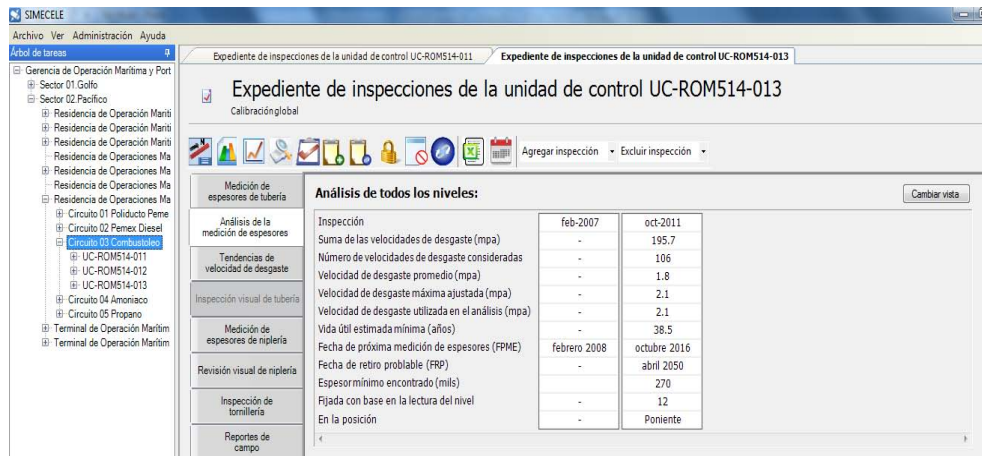 SIMECELE
Archivo Ver Administración Ayuda
Árbol de tareas
Gerencia de Operación Marítima y Port
Sector 01.Golfo
Sector 02.Pacífico
Residencia de Operación Mariti
Residencia de Operación Mariti
Residencia de Operación Mariti
Residencia de Operaciones Ma
Residencia de Operaciones Ma
Residencia de Operaciones Ma
Residencia de Operaciones Ma
Circuito 01 Poliducto Peme
Circuito 02 Pemex Diesel
Circuito 03 Combustoleo
UC-ROM514-011
UC-ROM514-012
UC-ROM514-013
Circuito 04 Amoniaco
Circuito 05 Propano
Terminal de Operación Marítim
Terminal de Operación Marítim
Expediente de inspecciones de la unidad de control UC-ROM514-011
Expediente de inspecciones de la unidad de control UC-ROM514-013
Expediente de inspecciones de la unidad de control UC-ROM514-013
Calibración global
Agregar inspección
Excluir inspección
Medición de
espesores de tubería
Análisis de la
medición de espesores
Tendencias de
velocidad de desgaste
Inspección visual de tubería
Medición de
espesores de niplería
Revisión visual de niplería
Inspección de
tornillería
Reportes de
campo
Análisis de todos los niveles:
Cambiar vista
Inspección feb-2007 oct-2011
Suma de las velocidades de desgaste (mpa) - 195.7
Número de velocidades de desgaste consideradas - 106
Velocidad de desgaste promedio (mpa) - 1.8
Velocidad de desgaste máxima ajustada (mpa) - 2.1
Velocidad de desgaste utilizada en el análisis (mpa) - 2.1
Vida útil estimada mínima (años) - 38.5
Fecha de próxima medición de espesores (FPME) febrero 2008 octubre 2016
Fecha de retiro problable (FRP) - abril 2050
Espesor mínimo encontrado (mils) 270
Fijada con base en la lectura del nivel - 12
En la posición - Poniente